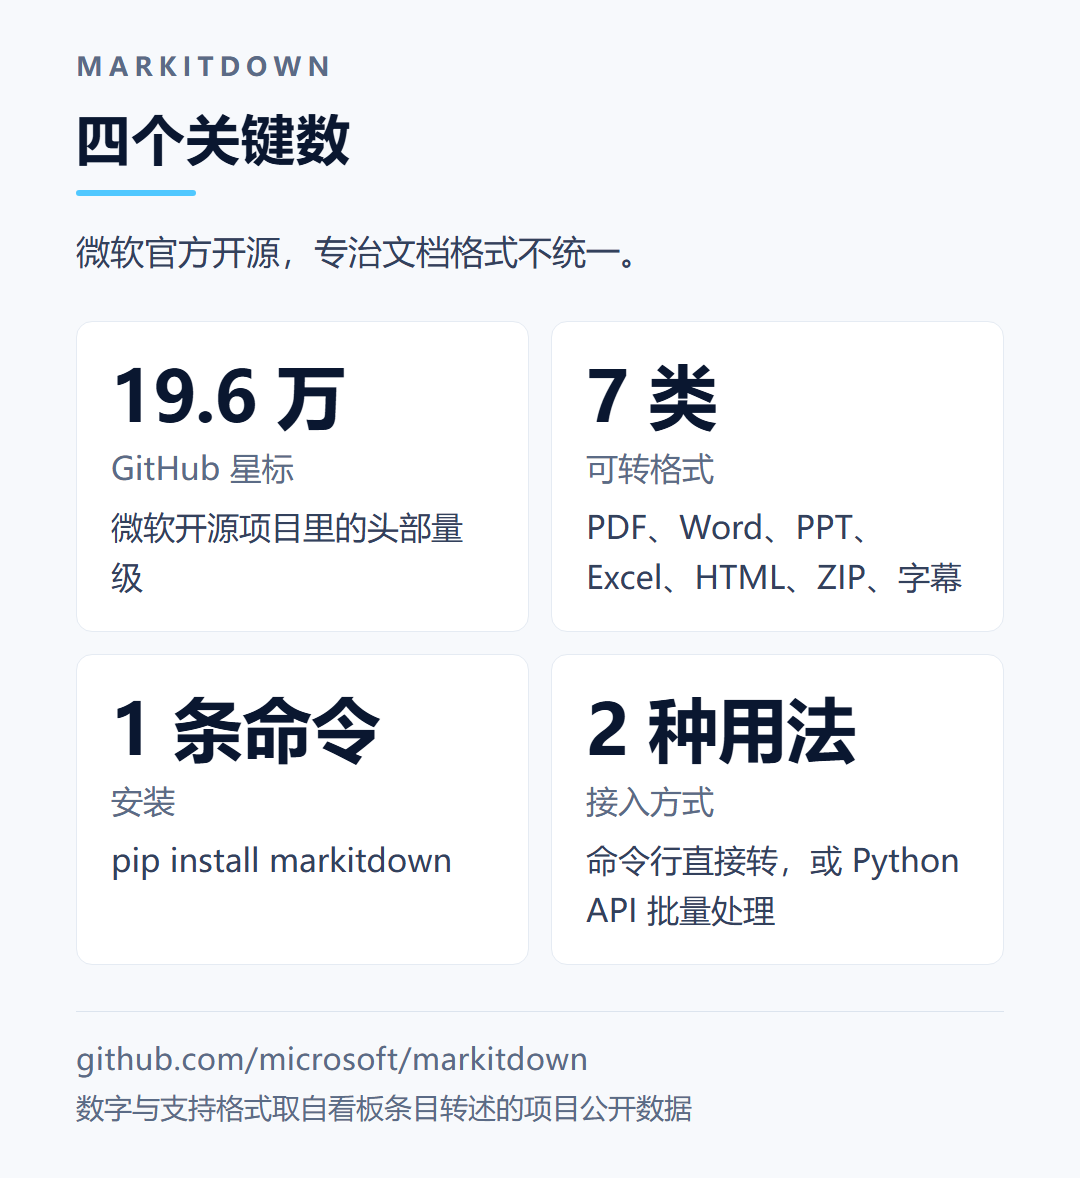 MARKITDOWN
四个关键数
微软官方开源，专治文档格式不统一。
19.6 万
GitHub 星标
微软开源项目里的头部量
级
7 类
可转格式
PDF、Word、PPT、
Excel、HTML、ZIP、字幕
1 条命令
安装
pip install markitdown
2 种用法
接入方式
命令行直接转，或 Python
API 批量处理
github.com/microsoft/markitdown
数字与支持格式取自看板条目转述的项目公开数据